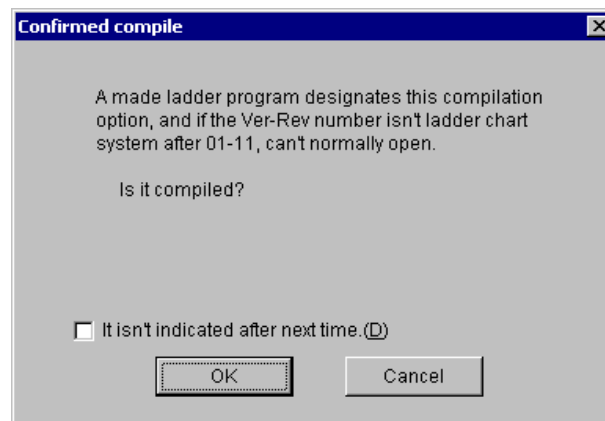 Confirmed compile
A made ladder program designates this compilation
option, and if the Ver-Rev number isn't ladder chart
system after 01-11, can't normally open.
Is it compiled?
It isn't indicated after next time.(D)
OK
Cancel